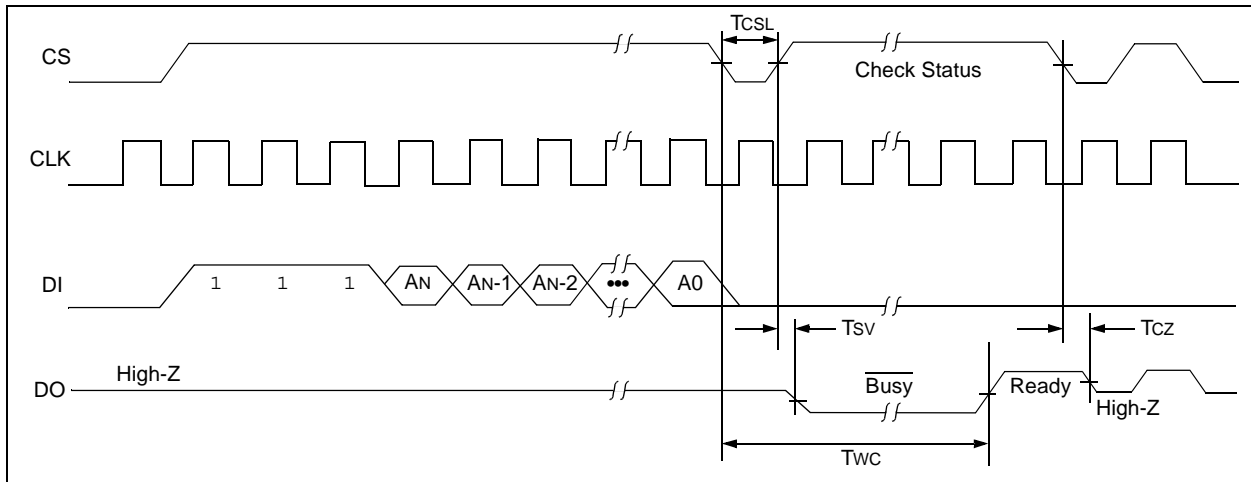 TCSL
CS
Check Status
CLK
DI
1 1 1 AN AN-1 AN-2 ••• A0
TSV
TCZ
High-Z
DO
Busy
Ready
High-Z
TWC